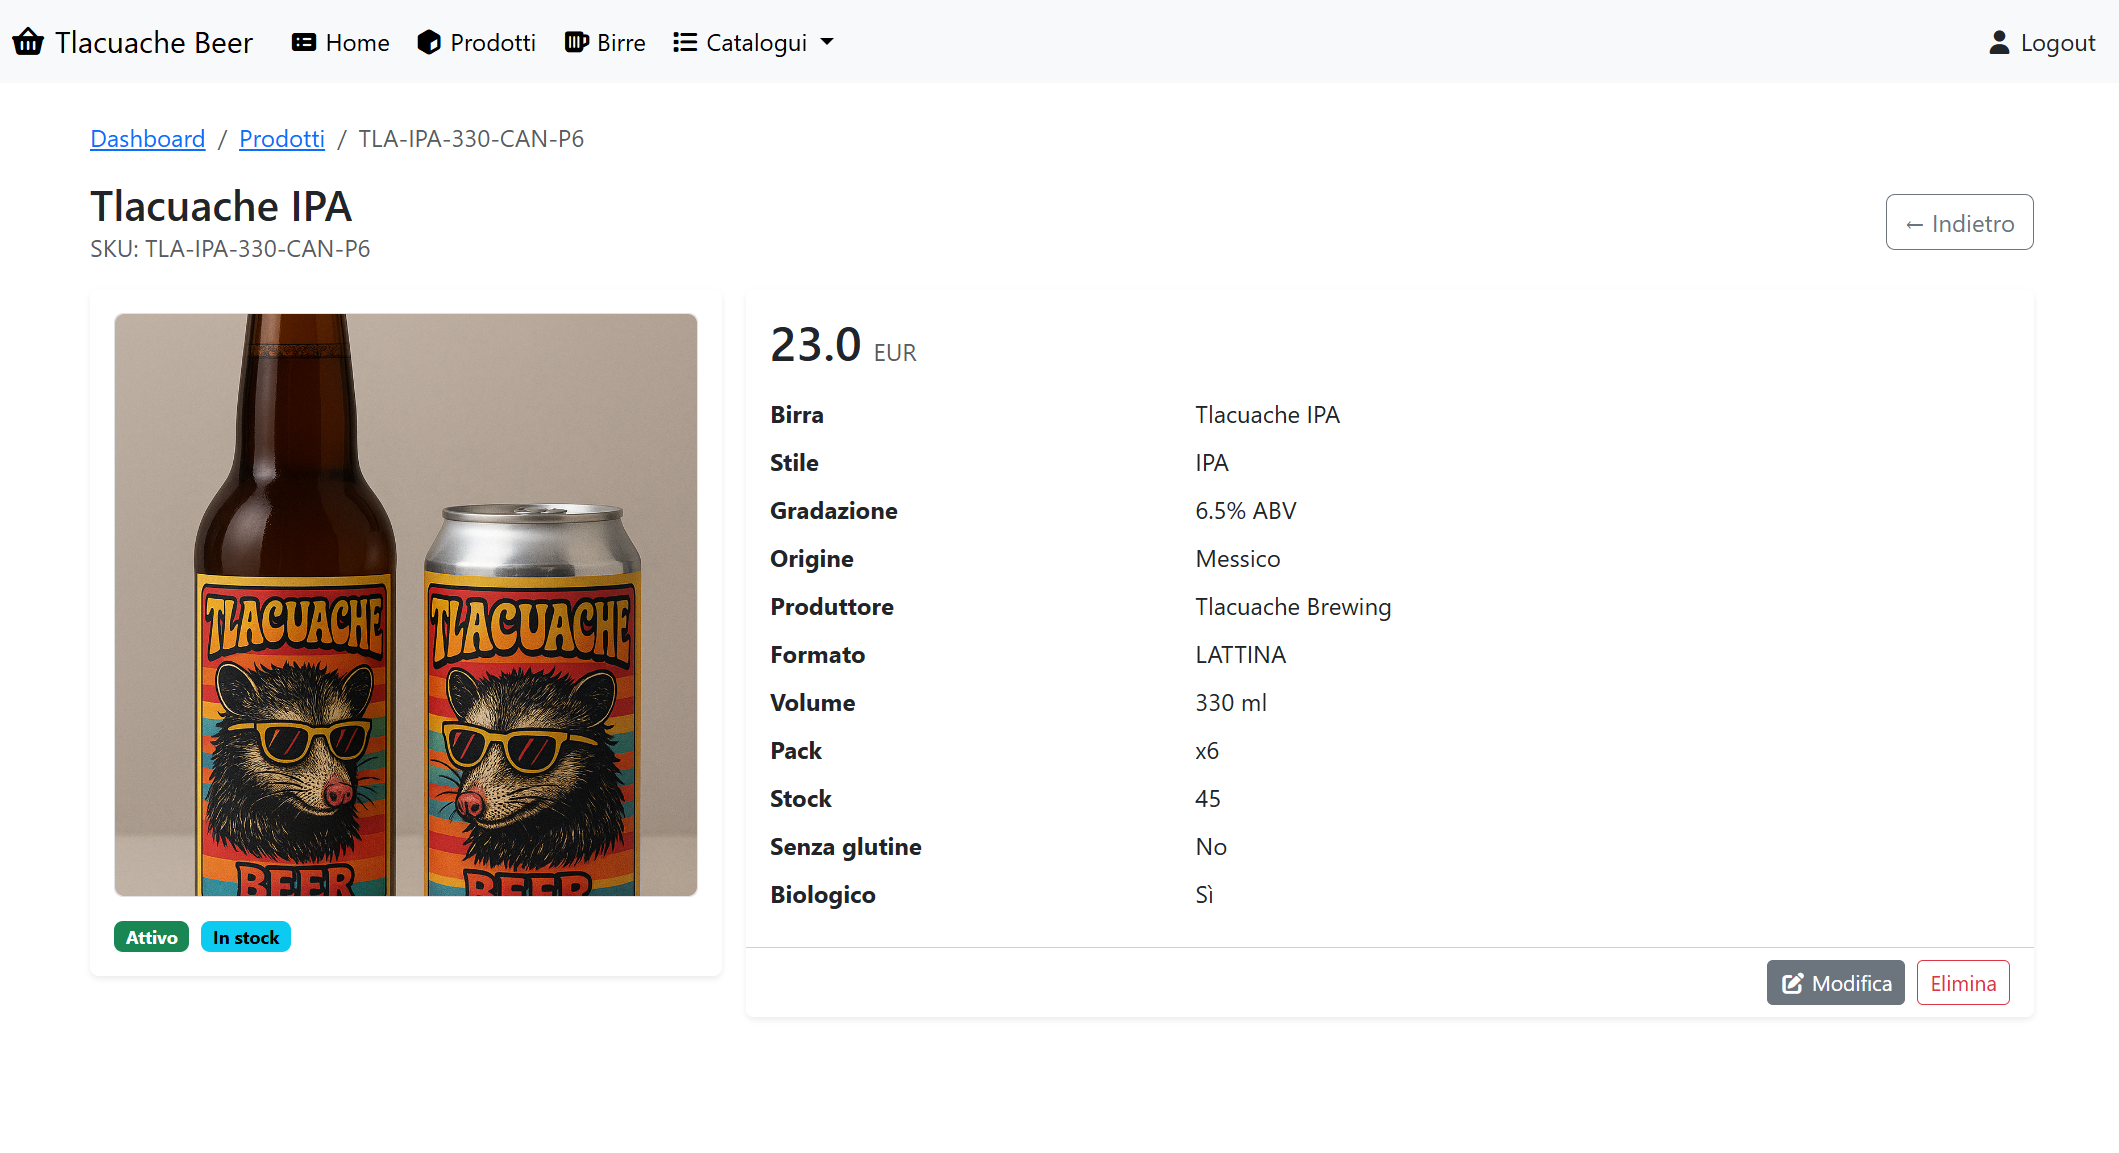 Tlacuache Beer Home Prodotti Birre Catalogui Logout
Dashboard / Prodotti / TLA-IPA-330-CAN-P6
Tlacuache IPA
SKU: TLA-IPA-330-CAN-P6
← Indietro
TLACUACHE
BEER
TLACUACHE
BEER
Attivo In stock
23.0 EUR
Birra Tlacuache IPA
Stile IPA
Gradazione 6.5% ABV
Origine Messico
Produttore Tlacuache Brewing
Formato LATTINA
Volume 330 ml
Pack x6
Stock 45
Senza glutine No
Biologico Sì
Modifica Elimina